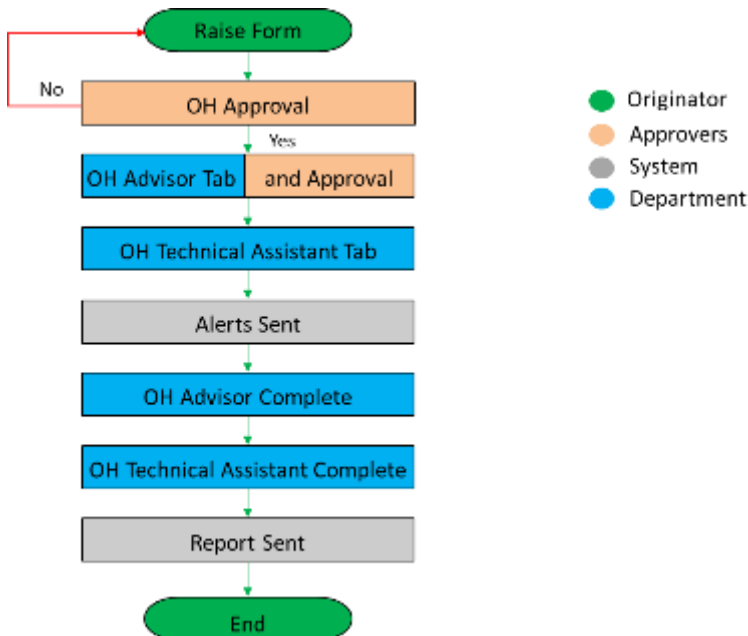 Raise Form
No
OH Approval
Yes
OH Advisor Tab
and Approval
OH Technical Assistant Tab
Alerts Sent
OH Advisor Complete
OH Technical Assistant Complete
Report Sent
End
Originator
Approvers
System
Department